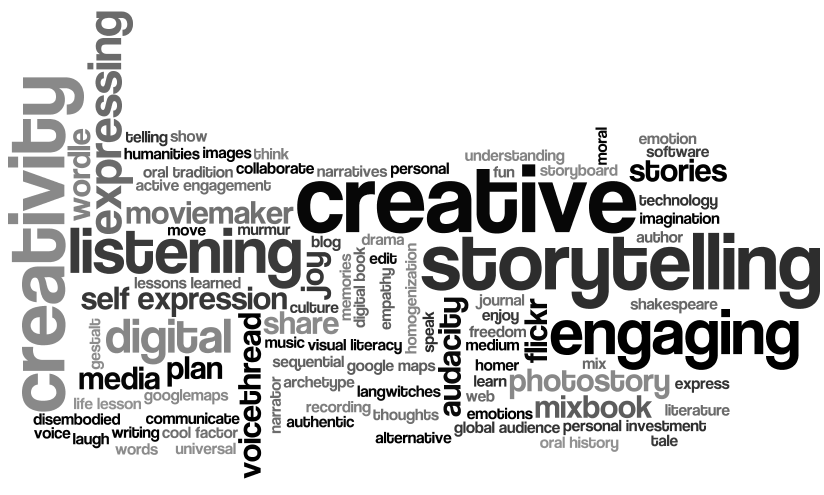 creativity
wordle
expressing
telling
show
humanities
images
think
oral tradition
collaborate
narratives
personal
active engagement
understanding
fun
storyboard
moral
emotion
software
stories
technology
imagination
author
moviemaker
creative
move
murmur
listening
joy
blog
drama
edit
memories
digital book
empathy
homogenization
storytelling
lessons learned
self expression
culture
share
gestalt
digital
voicethread
music
visual literacy
speak
audacity
journal
enjoy
freedom
medium
flickr
shakespeare
engaging
media
plan
sequential
google maps
homer
mix
learn
photostory
express
life lesson
googlemaps
narrator
archetype
langwitches
web
recording
thoughts
authentic
emotions
mixbook
literature
disembodied
communicate
voice
laugh
writing
cool factor
words
universal
alternative
global audience
personal investment
oral history
tale